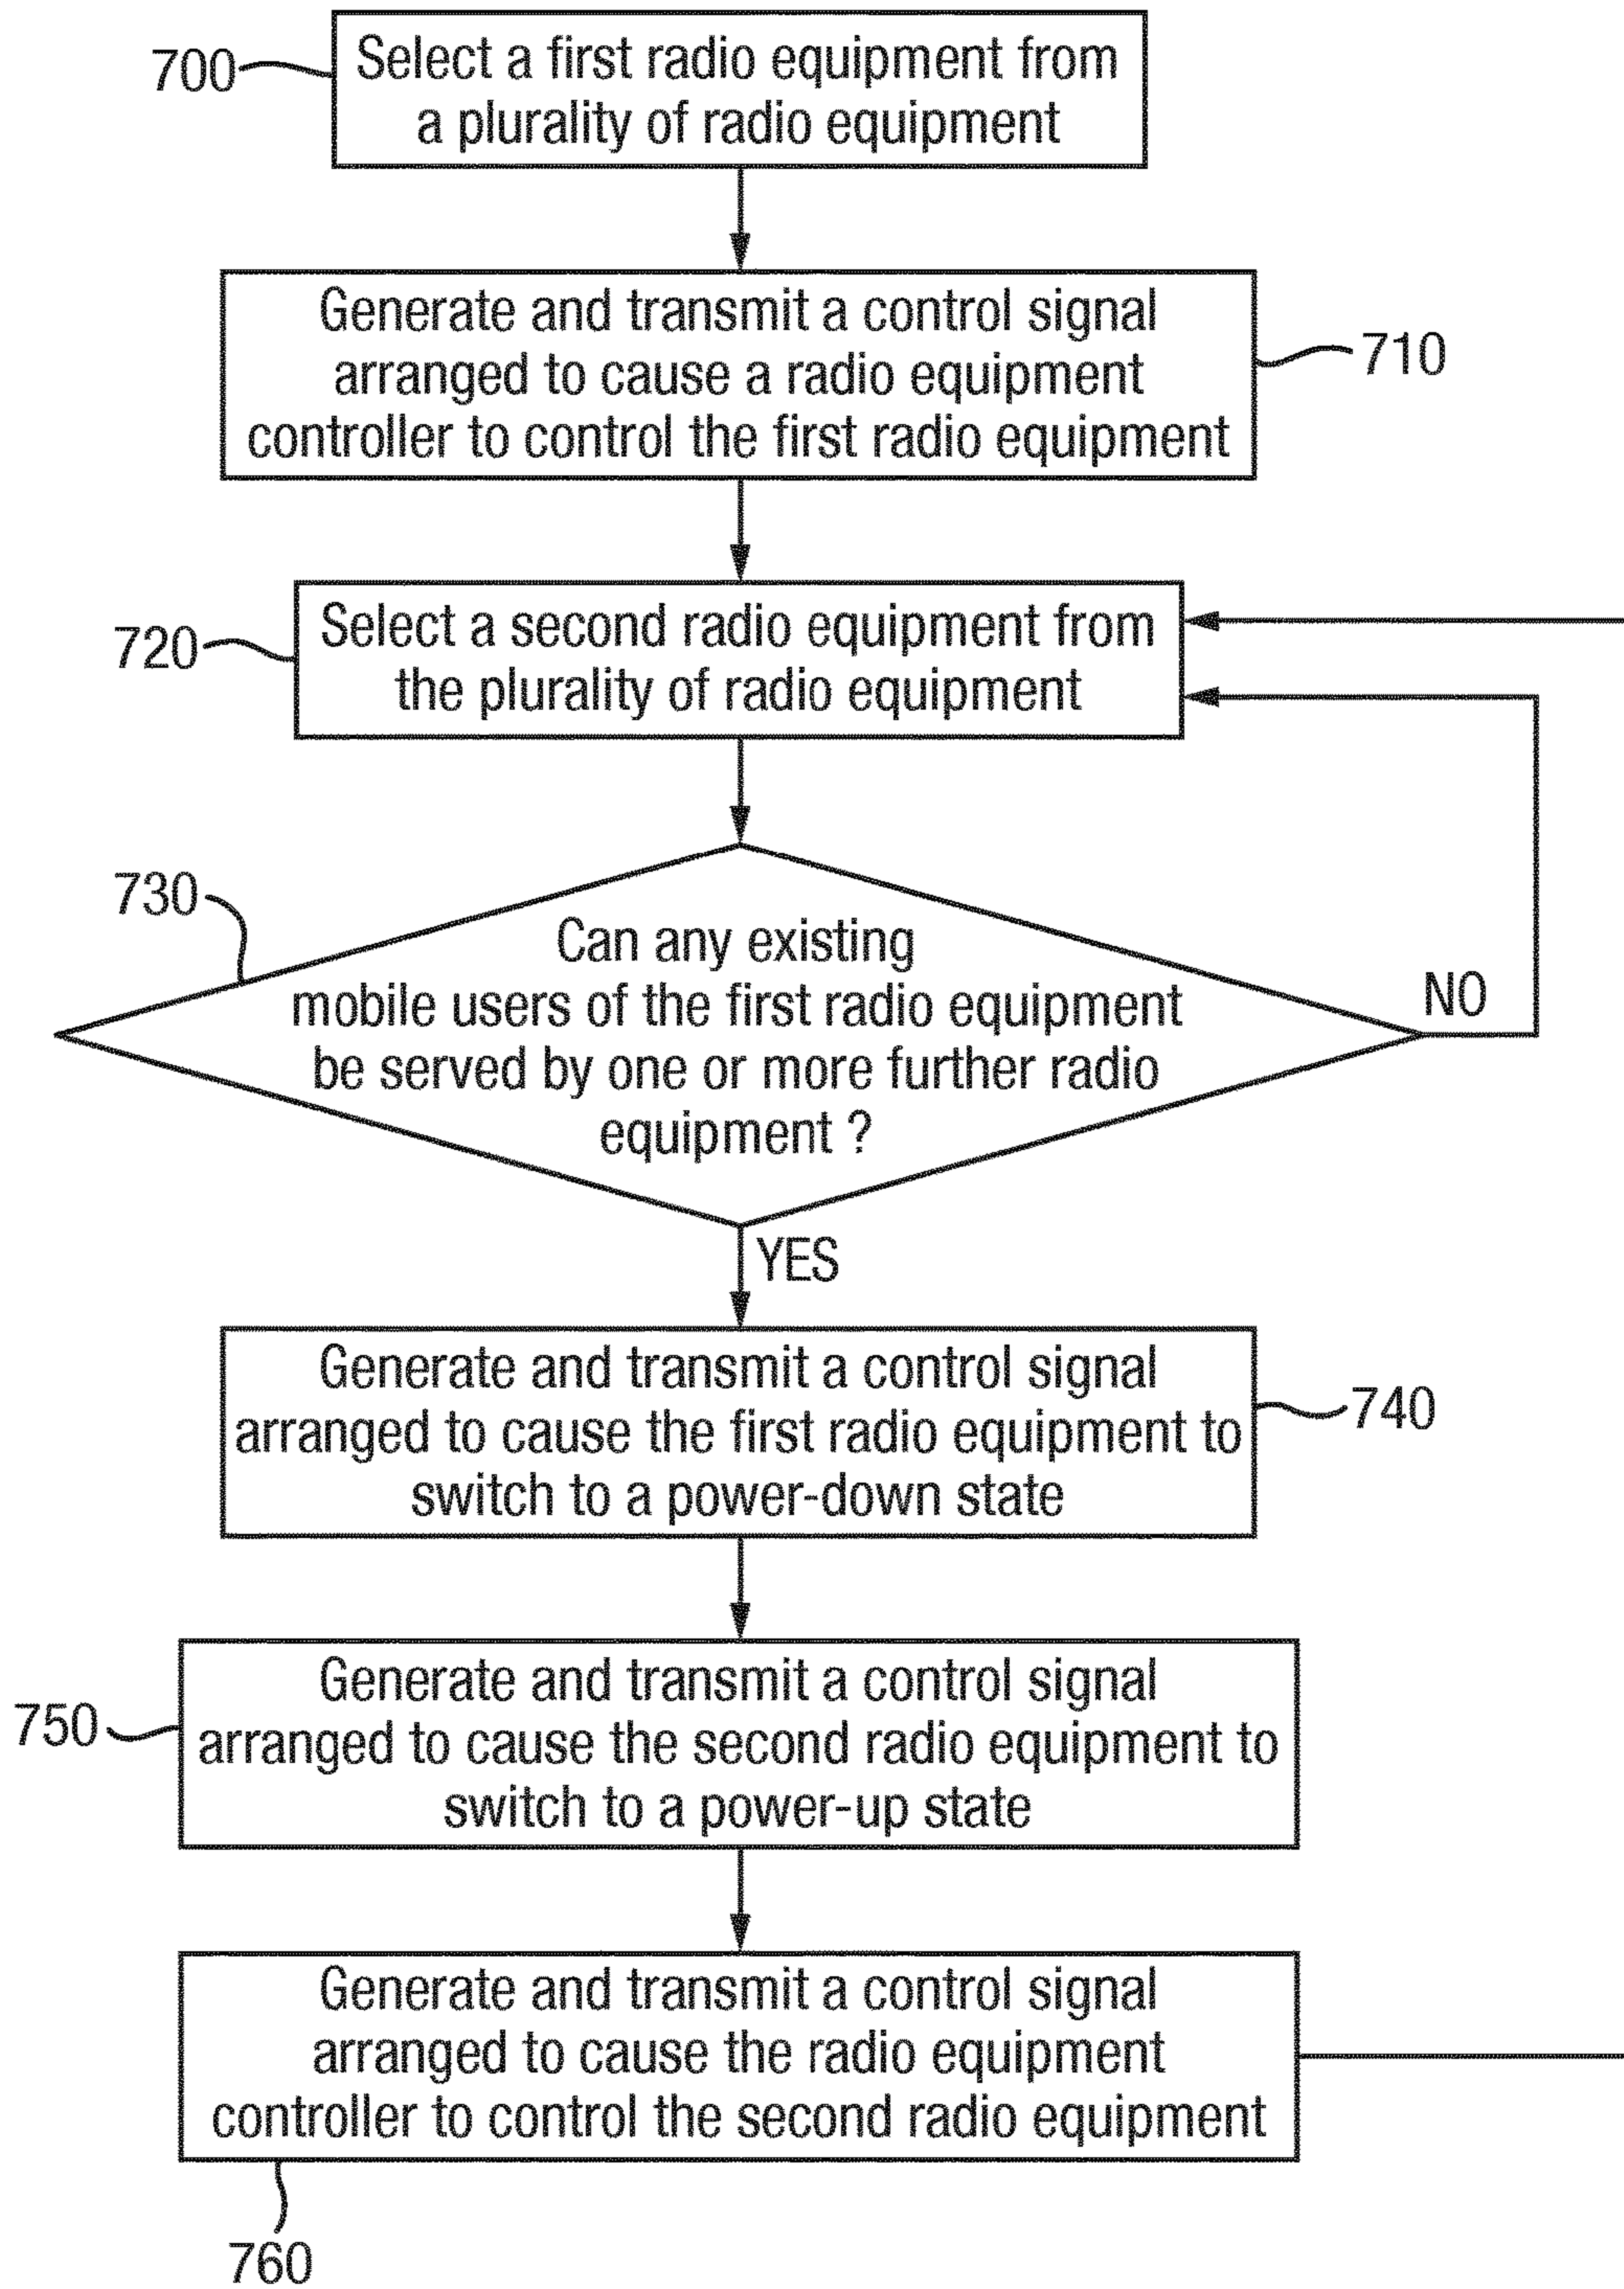 700
Select a first radio equipment from
a plurality of radio equipment
Generate and transmit a control signal
arranged to cause a radio equipment
controller to control the first radio equipment
710
720
Select a second radio equipment from
the plurality of radio equipment
730
Can any existing
mobile users of the first radio equipment
be served by one or more further radio
equipment ?
NO
YES
Generate and transmit a control signal
arranged to cause the first radio equipment to
switch to a power-down state
740
750
Generate and transmit a control signal
arranged to cause the second radio equipment to
switch to a power-up state
Generate and transmit a control signal
arranged to cause the radio equipment
controller to control the second radio equipment
760